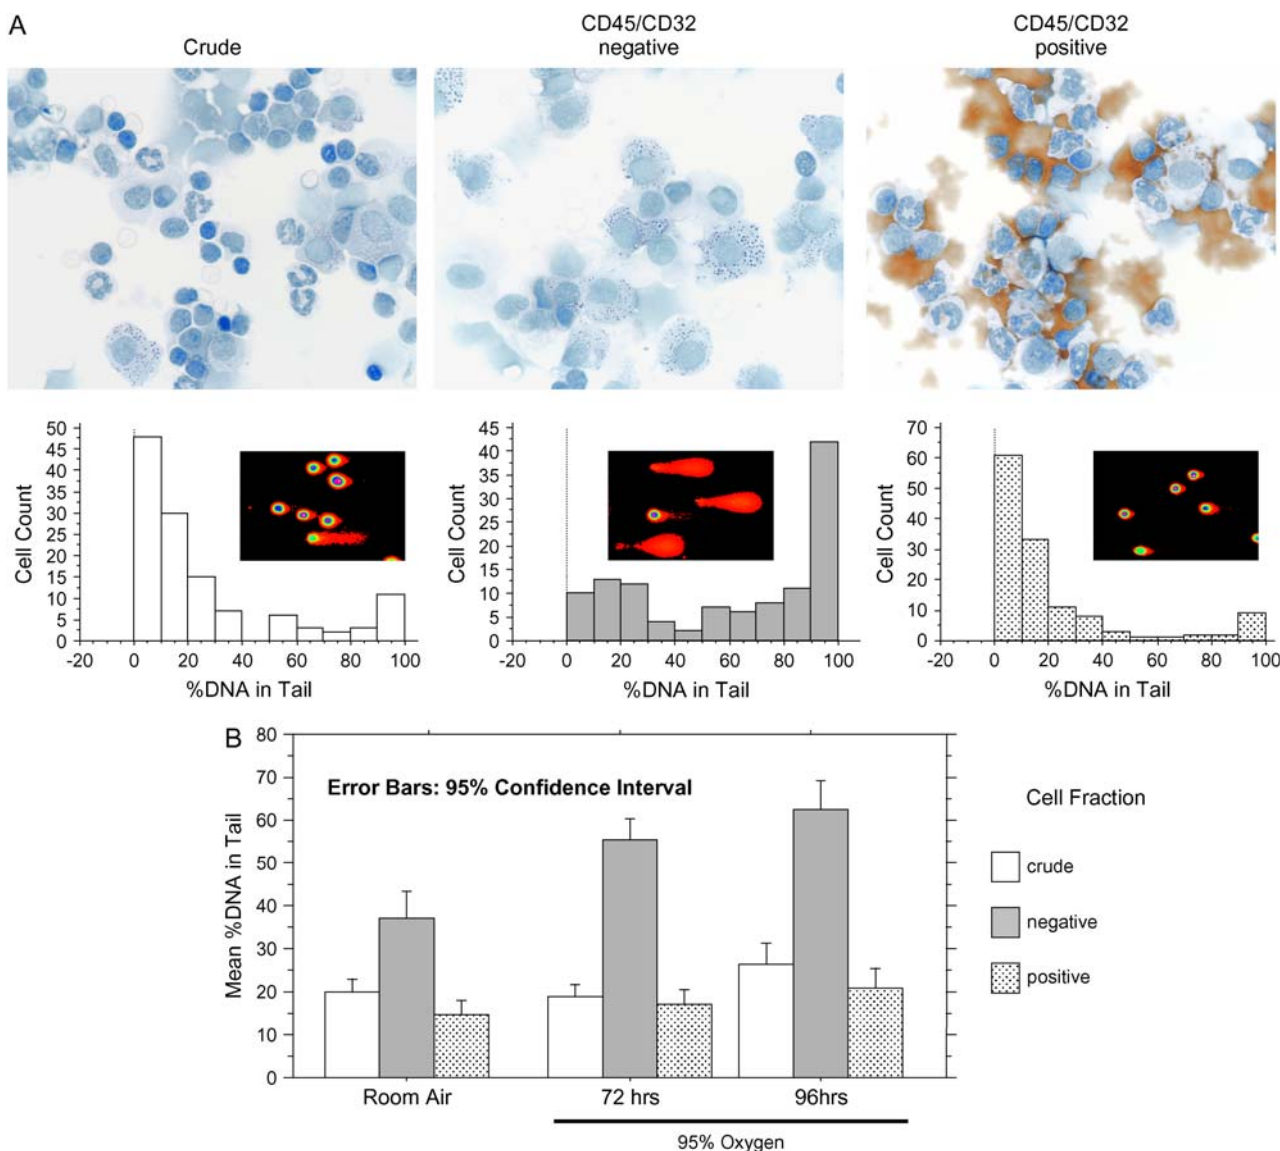 A
Crude
CD45/CD32
negative
CD45/CD32
positive
50
45
40
35
30
25
20
15
10
5
0
Cell Count
-20 0 20 40 60 80 100
%DNA in Tail
45
40
35
30
25
20
15
10
5
0
Cell Count
-20 0 20 40 60 80 100
%DNA in Tail
70
60
50
40
30
20
10
0
Cell Count
-20 0 20 40 60 80 100
%DNA in Tail
B
80
70
60
50
40
30
20
10
0
Mean %DNA in Tail
Error Bars: 95% Confidence Interval
Room Air 72 hrs 96hrs
95% Oxygen
Cell Fraction
crude
negative
positive